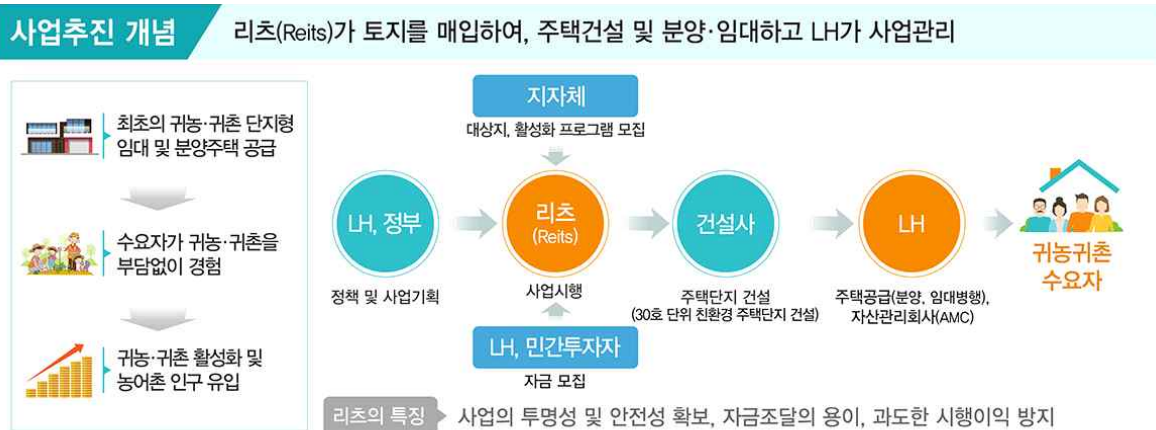 사업추진 개념
리츠(Reits)가 토지를 매입하여, 주택건설 및 분양·임대하고 LH가 사업관리
최초의 귀농·귀촌 단지형
임대 및 분양주택 공급
수요자가 귀농·귀촌을
부담없이 경험
귀농·귀촌 활성화 및
농어촌 인구 유입
지자체
대상지, 활성화 프로그램 모집
LH, 정부
정책 및 사업기획
리츠
(Reits)
사업시행
건설사
주택단지 건설
(30호 단위 친환경 주택단지 건설)
LH
주택공급(분양, 임대병행),
자산관리회사(AMC)
귀농귀촌
수요자
LH, 민간투자자
자금 모집
리츠의 특징
사업의 투명성 및 안전성 확보, 자금조달의 용이, 과도한 시행이익 방지